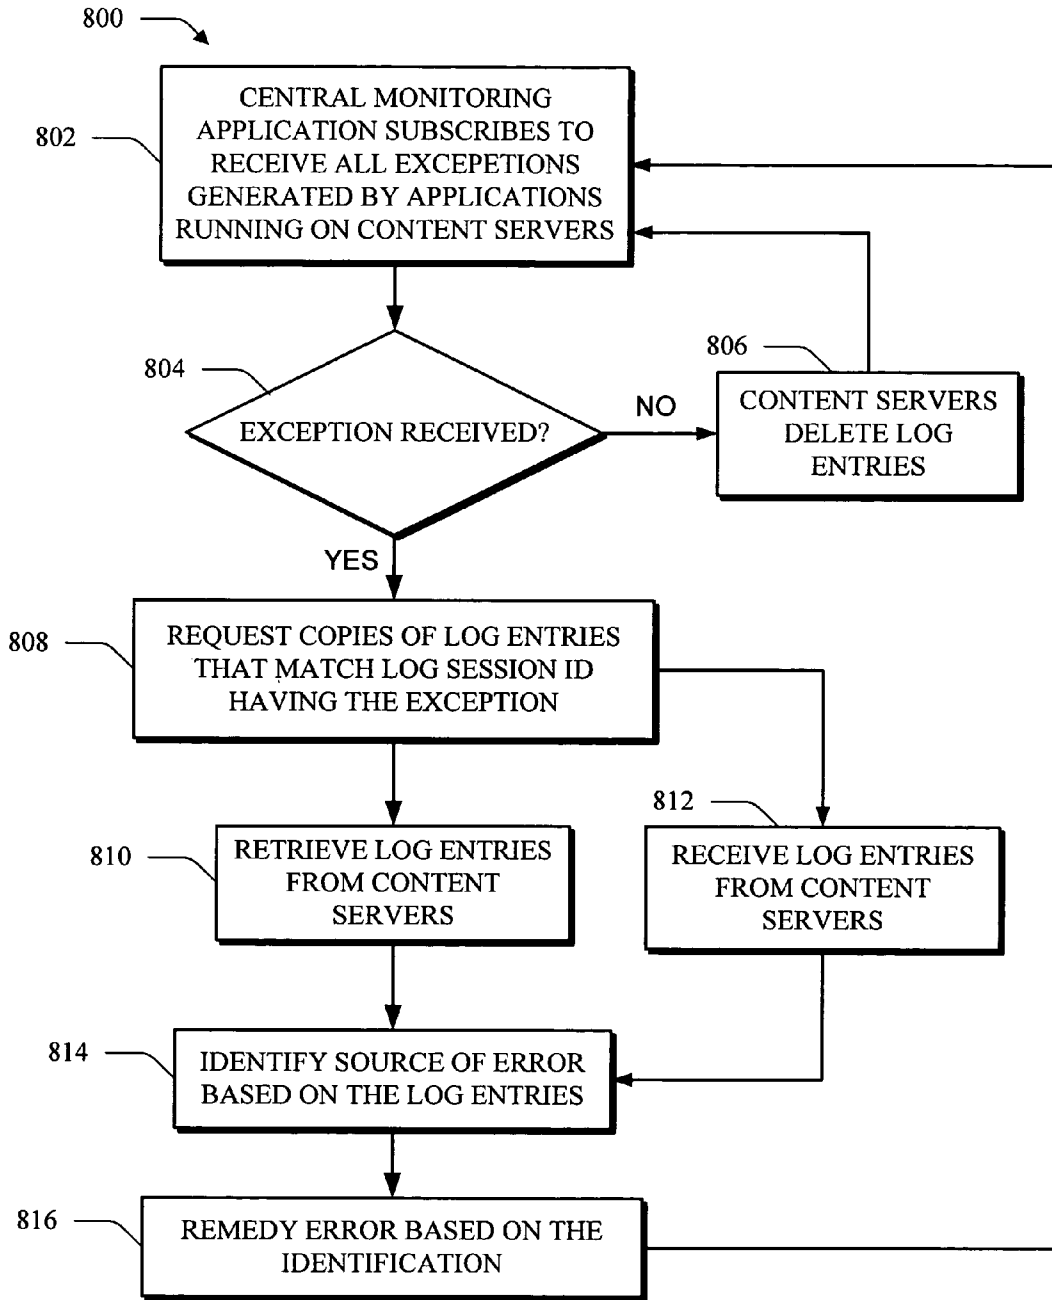 800
802
CENTRAL MONITORING
APPLICATION SUBSCRIBES TO
RECEIVE ALL EXCEPETIONS
GENERATED BY APPLICATIONS
RUNNING ON CONTENT SERVERS
804
EXCEPTION RECEIVED?
NO
806
CONTENT SERVERS
DELETE LOG
ENTRIES
YES
808
REQUEST COPIES OF LOG ENTRIES
THAT MATCH LOG SESSION ID
HAVING THE EXCEPTION
810
RETRIEVE LOG ENTRIES
FROM CONTENT
SERVERS
812
RECEIVE LOG ENTRIES
FROM CONTENT
SERVERS
814
IDENTIFY SOURCE OF ERROR
BASED ON THE LOG ENTRIES
816
REMEDY ERROR BASED ON THE
IDENTIFICATION